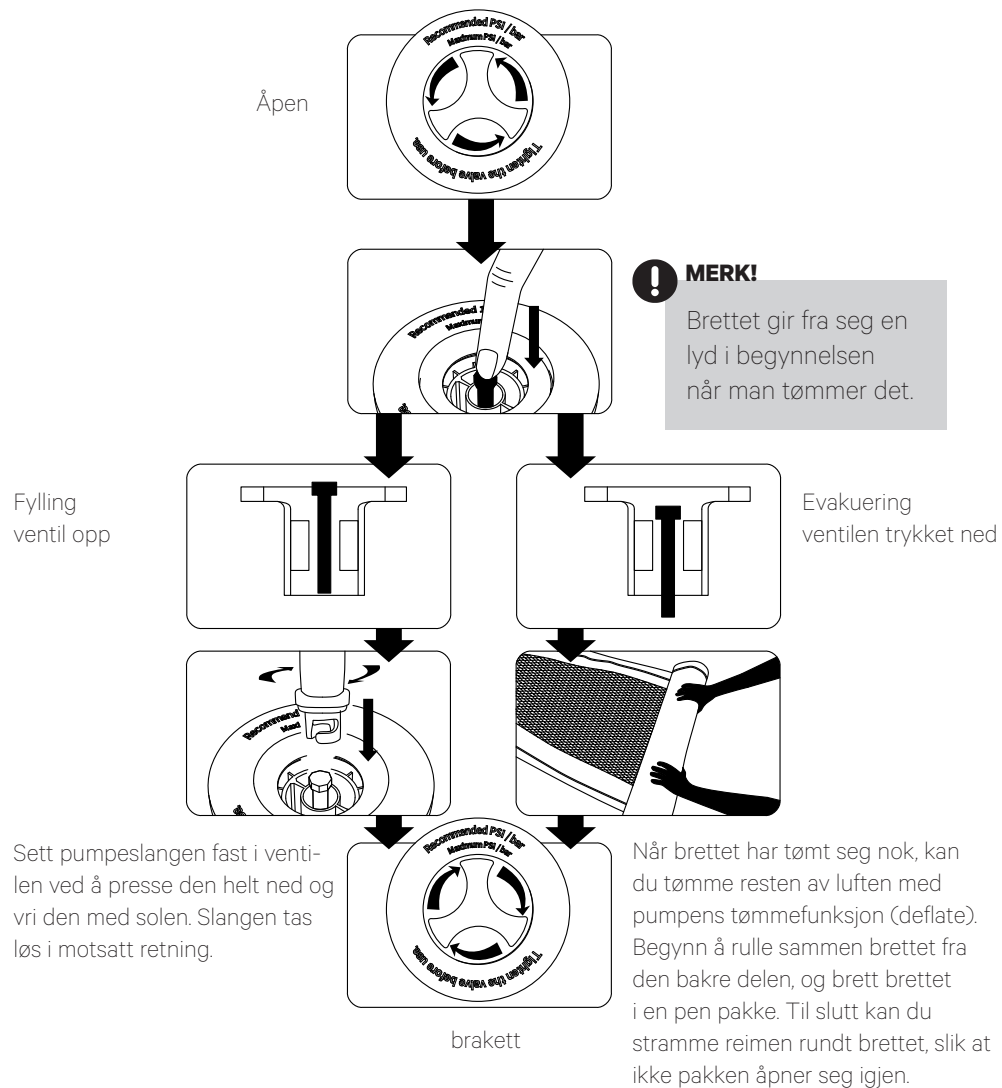 Recommended PSI / bar
Maximum PSI / bar
Tighten the valve before use.
Åpen
Recommended
Maximum
MERK!
Brettet gir fra seg en
lyd i begynnelsen
når man tømmer det.
Fylling
ventil opp
Evakuering
ventilen trykket ned
Recommend
Sett pumpeslangen fast i venti-
len ved å presse den helt ned og
vri den med solen. Slangen tas
løs i motsatt retning.
Recommended PSI / bar
Maximum PSI / bar
Tighten the valve before use.
brakett
Når brettet har tømt seg nok, kan
du tømme resten av luften med
pumpens tømmefunksjon (deflate).
Begynn å rulle sammen brettet fra
den bakre delen, og brett brettet
i en pen pakke. Til slutt kan du
stramme reimen rundt brettet, slik at
ikke pakken åpner seg igjen.